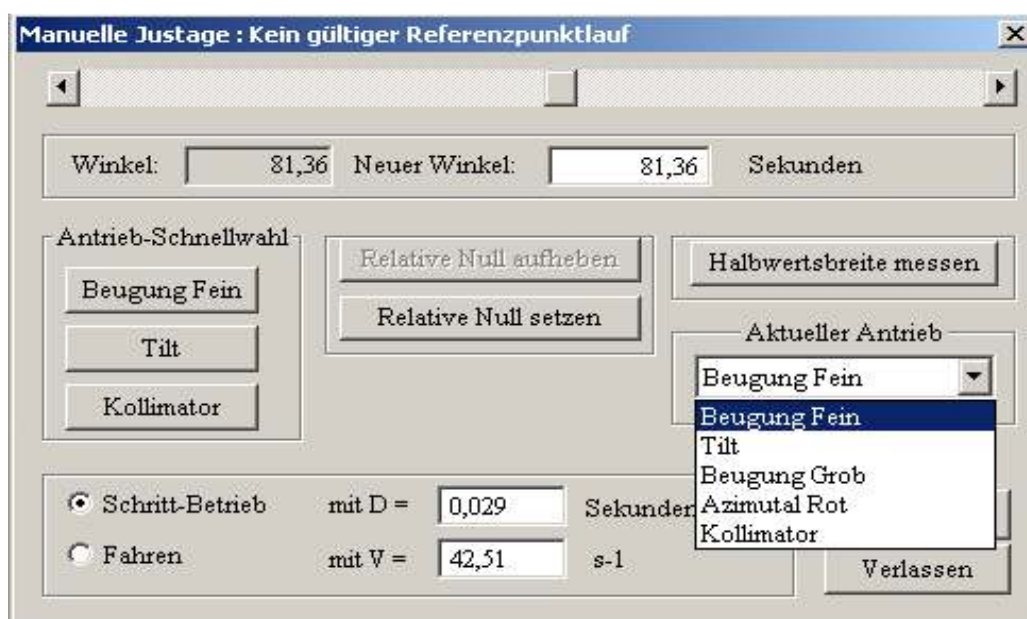 Manuelle Justage : Kein gültiger Referenzpunktlauf
Winkel: 81,36 Neuer Winkel: 81,36 Sekunden
Antrieb-Schnellwahl
Beugung Fein
Tilt
Kollimator
Relative Null aufheben
Relative Null setzen
Halbwertsbreite messen
Aktueller Antrieb
Beugung Fein
Beugung Fein
Tilt
Beugung Grob
Azimutal Rot
Kollimator
Schritt-Betrieb mit D = 0,029 Sekunden
Fahren mit V = 42,51 s-1
Verlassen